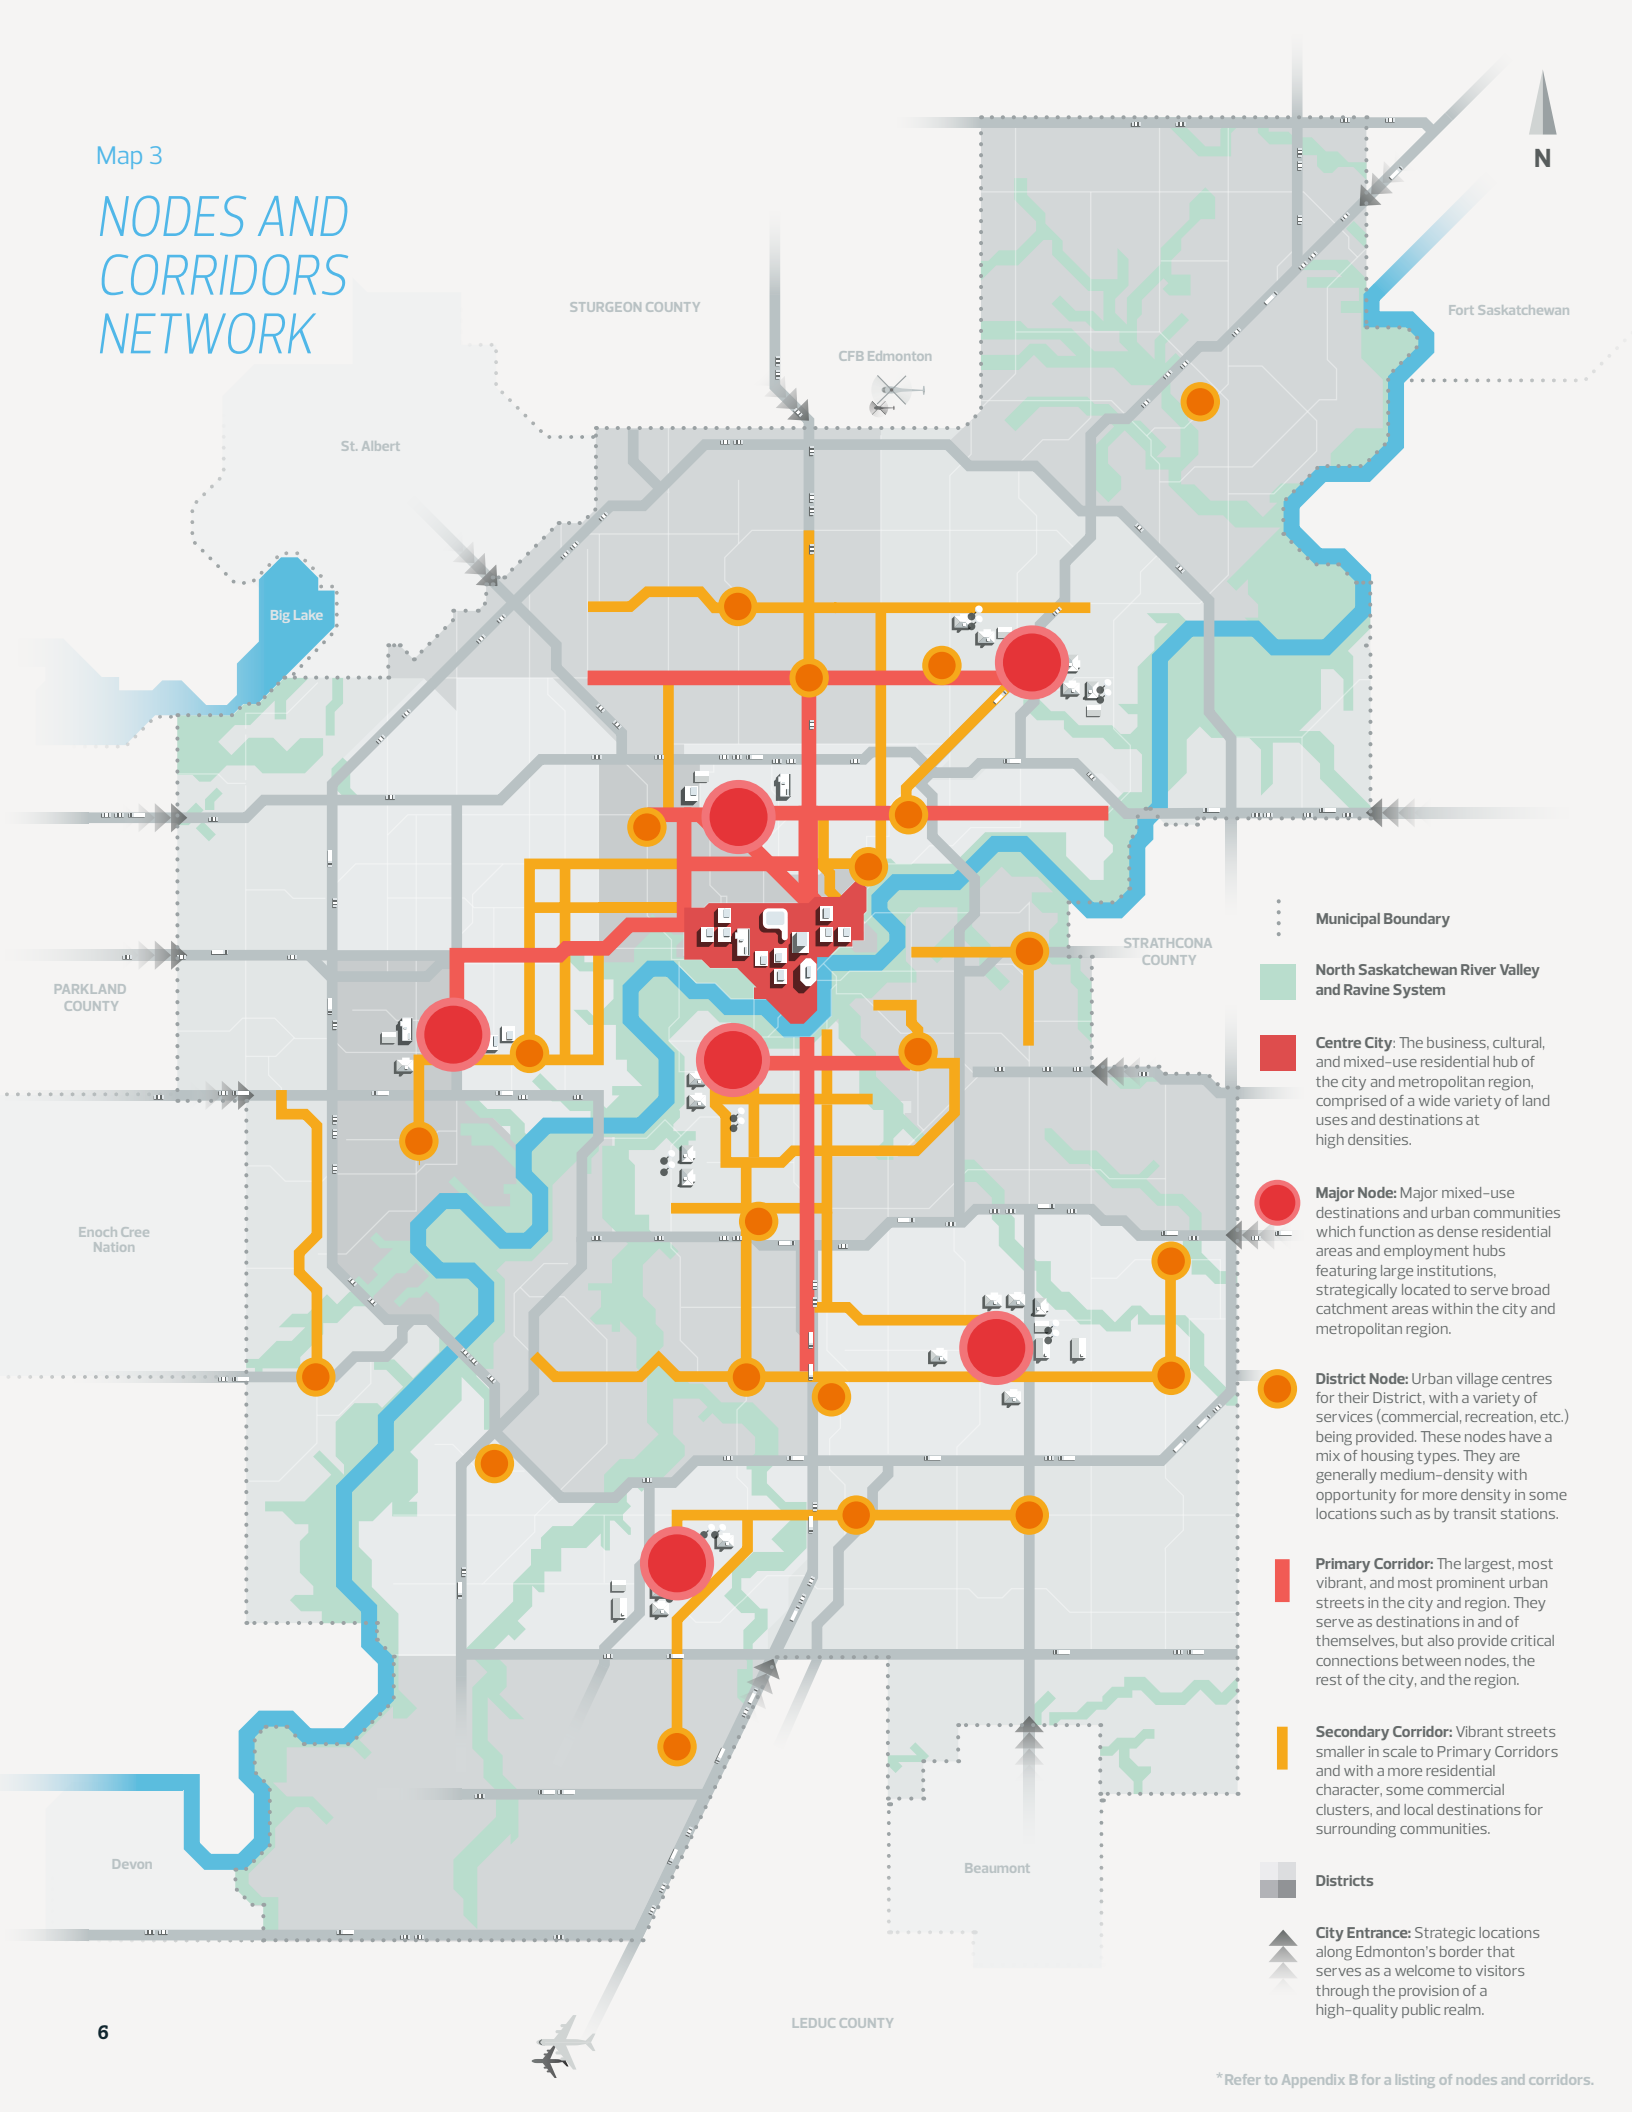 Map 3
NODES AND
CORRIDORS
NETWORK
N
STURGEON COUNTY
Fort Saskatchewan
CFB Edmonton
St. Albert
Big Lake
STRATHCONA
COUNTY
PARKLAND
COUNTY
Enoch Cree
Nation
Devon
Beaumont
LEDUC COUNTY
Municipal Boundary
North Saskatchewan River Valley
and Ravine System
Centre City: The business, cultural,
and mixed-use residential hub of
the city and metropolitan region,
comprised of a wide variety of land
uses and destinations at
high densities.
Major Node: Major mixed-use
destinations and urban communities
which function as dense residential
areas and employment hubs
featuring large institutions,
strategically located to serve broad
catchment areas within the city and
metropolitan region.
District Node: Urban village centres
for their District, with a variety of
services (commercial, recreation, etc.)
being provided. These nodes have a
mix of housing types. They are
generally medium-density with
opportunity for more density in some
locations such as by transit stations.
Primary Corridor: The largest, most
vibrant, and most prominent urban
streets in the city and region. They
serve as destinations in and of
themselves, but also provide critical
connections between nodes, the
rest of the city, and the region.
Secondary Corridor: Vibrant streets
smaller in scale to Primary Corridors
and with a more residential
character, some commercial
clusters, and local destinations for
surrounding communities.
Districts
City Entrance: Strategic locations
along Edmonton's border that
serves as a welcome to visitors
through the provision of a
high-quality public realm.
6
*Refer to Appendix B for a listing of nodes and corridors.